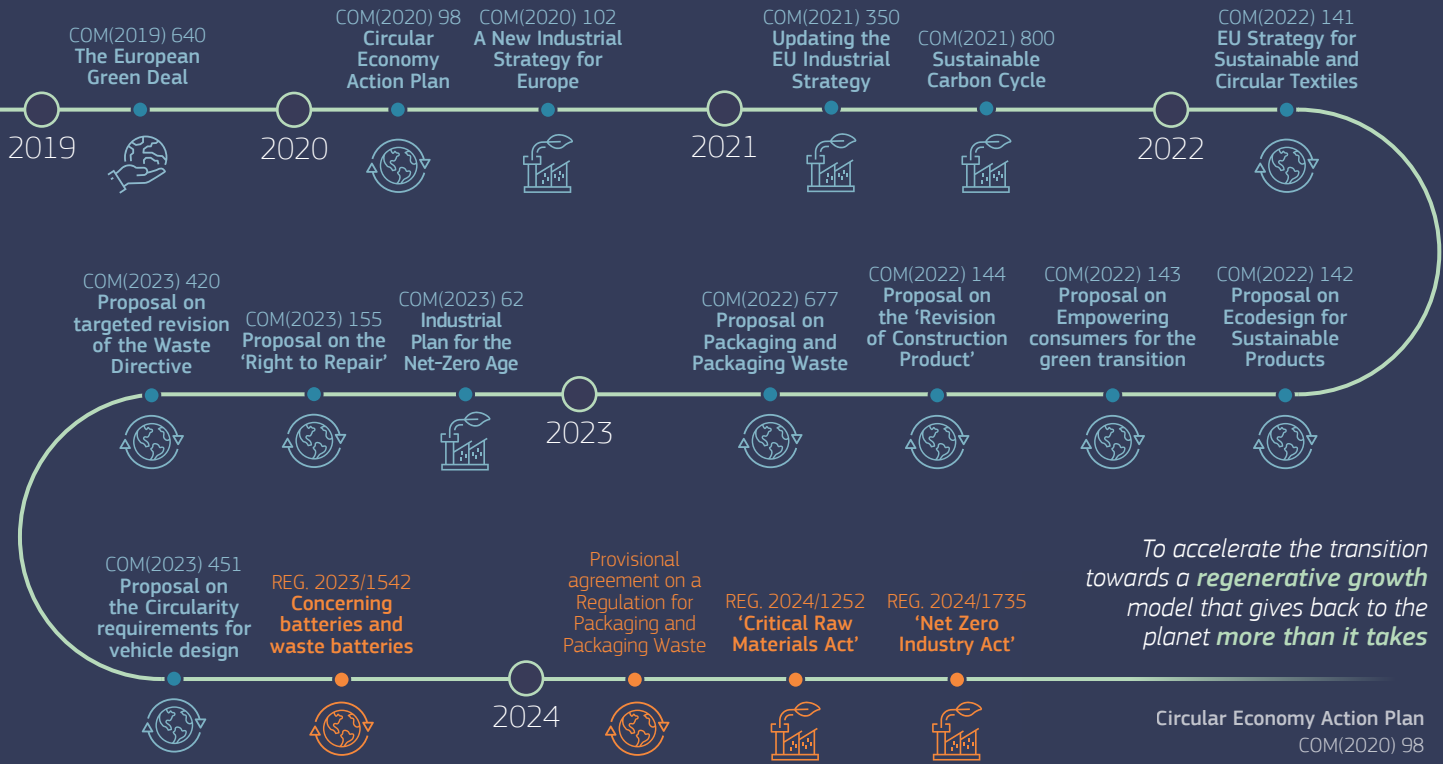 COM(2019) 640
The European
Green Deal
COM(2020) 98
Circular
Economy
Action Plan
COM(2020) 102
A New Industrial
Strategy for
Europe
COM(2021) 350
Updating the
EU Industrial
Strategy
COM(2021) 800
Sustainable
Carbon Cycle
COM(2022) 141
EU Strategy for
Sustainable and
Circular Textiles
2019
2020
2021
2022
COM(2022) 142
Proposal on
Ecodesign for
Sustainable
Products
COM(2022) 143
Proposal on
Empowering
consumers for the
green transition
COM(2022) 144
Proposal on
the ‘Revision
of Construction
Product’
COM(2022) 677
Proposal on
Packaging and
Packaging Waste
2023
COM(2023) 62
Industrial
Plan for the
Net-Zero Age
COM(2023) 155
Proposal on the
‘Right to Repair’
COM(2023) 420
Proposal on
targeted revision
of the Waste
Directive
COM(2023) 451
Proposal on
the Circularity
requirements for
vehicle design
REG. 2023/1542
Concerning
batteries and
waste batteries
2024
Provisional
agreement on a
Regulation for
Packaging and
Packaging Waste
REG. 2024/1252
‘Critical Raw
Materials Act’
REG. 2024/1735
‘Net Zero
Industry Act’
To accelerate the transition
towards a regenerative growth
model that gives back to the
planet more than it takes
Circular Economy Action Plan
COM(2020) 98